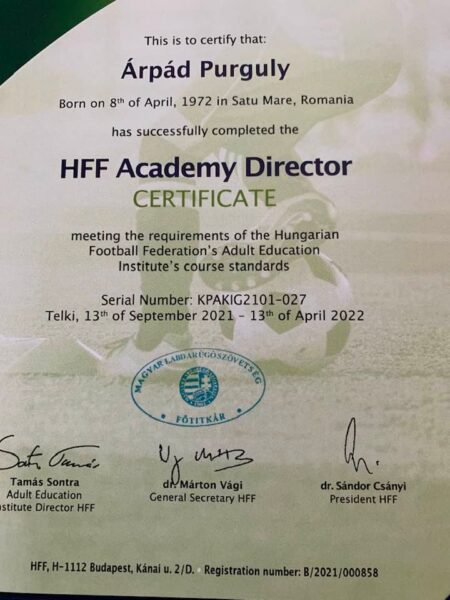 This is to certify that:
Árpád Purguly
Born on 8th of April, 1972 in Satu Mare, Romania
has successfully completed the
HFF Academy Director
CERTIFICATE
meeting the requirements of the Hungarian
Football Federation's Adult Education
Institute's course standards
Serial Number: KPAKIG2101-027
Telki, 13th of September 2021 - 13th of April 2022
MAGYAR LABDARÚGÓSZÖVETSÉG
FŐTITKÁR
Tamás Sontra
Adult Education
nstitute Director HFF
dr. Márton Vági
General Secretary HFF
dr. Sándor Csányi
President HFF
HFF, H-1112 Budapest, Kánai u. 2/D. • Registration number: B/2021/000858